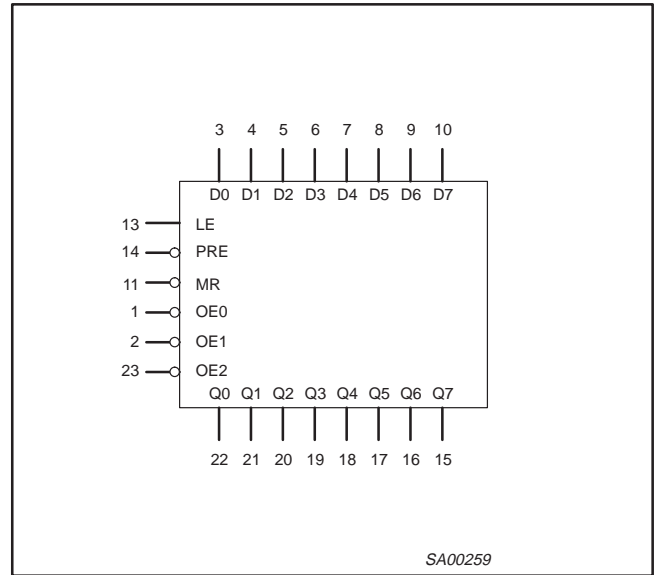 3 4 5 6 7 8 9 10
D0 D1 D2 D3 D4 D5 D6 D7
13 LE
14 PRE
11 MR
1 OE0
2 OE1
23 OE2
Q0 Q1 Q2 Q3 Q4 Q5 Q6 Q7
22 21 20 19 18 17 16 15
SA00259